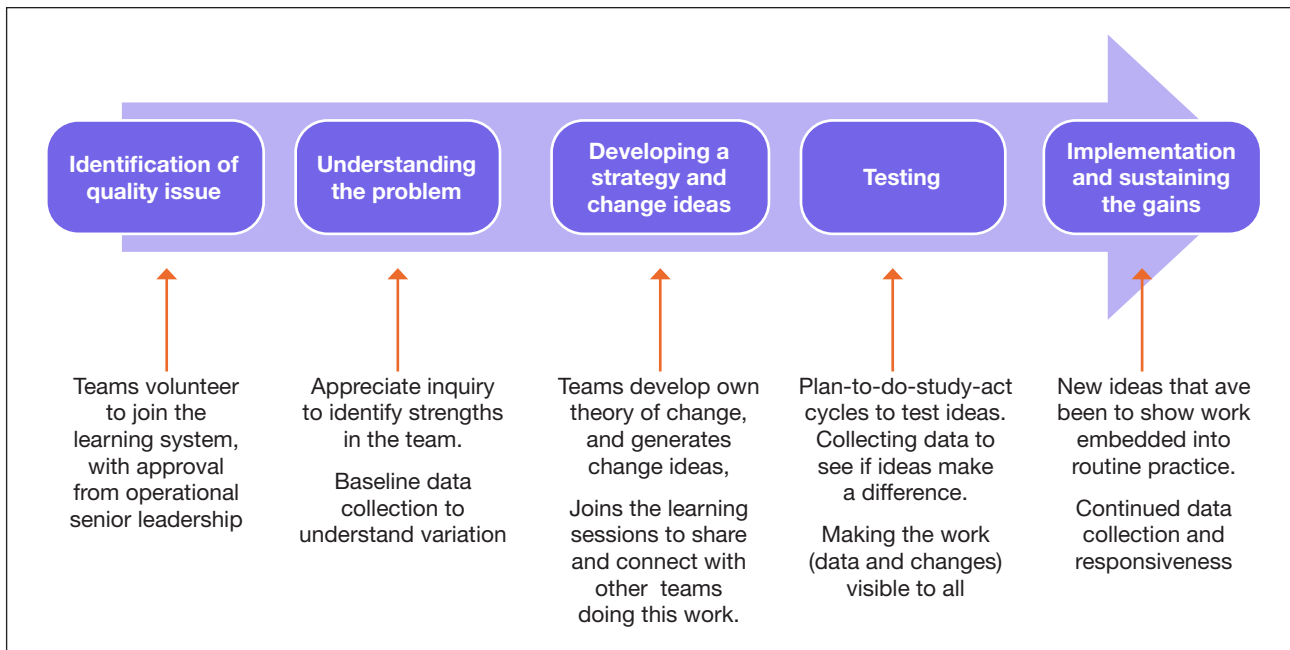 Identification of
quality issue
Understanding
the problem
Developing a
strategy and
change ideas
Testing
Implementation
and sustaining
the gains
Teams volunteer
to join the
learning system,
with approval
from operational
senior leadership
Appreciate inquiry
to identify strengths
in the team.
Baseline data
collection to
understand variation
Teams develop own
theory of change,
and generates
change ideas,
Joins the learning
sessions to share
and connect with
other teams
doing this work.
Plan-to-do-study-act
cycles to test ideas.
Collecting data to
see if ideas make
a difference.
Making the work
(data and changes)
visible to all
New ideas that ave
been to show work
embedded into
routine practice.
Continued data
collection and
responsiveness